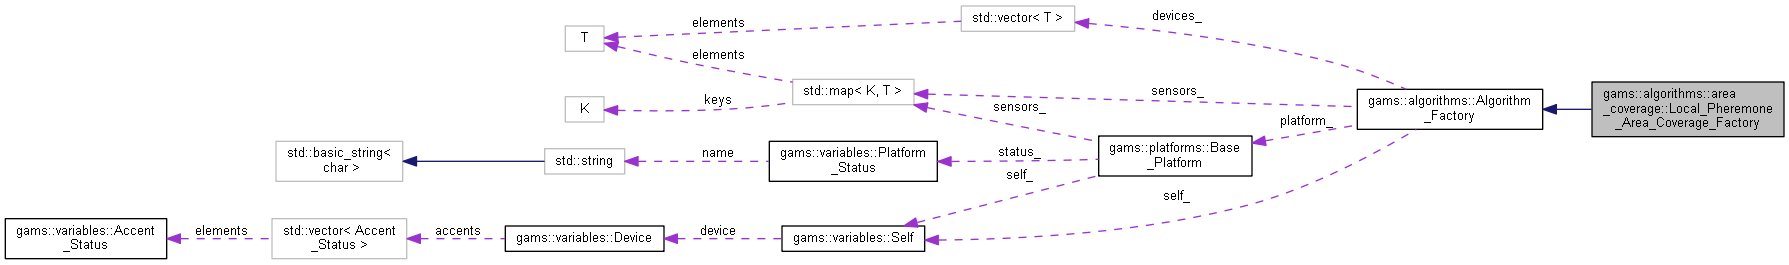 elements
std::vector< T >
devices_
T
elements
std::map< K, T >
sensors_
gams::algorithms::area
_coverage::Local_Pheremone
_Area_Coverage_Factory
K
keys
sensors_
gams::algorithms::Algorithm
_Factory
platform_
gams::platforms::Base
_Platform
std::basic_string<
char >
std::string
name
gams::variables::Platform
_Status
status_
self_
self_
gams::variables::Accent
_Status
elements
std::vector< Accent
_Status >
accents
gams::variables::Device
device
gams::variables::Self